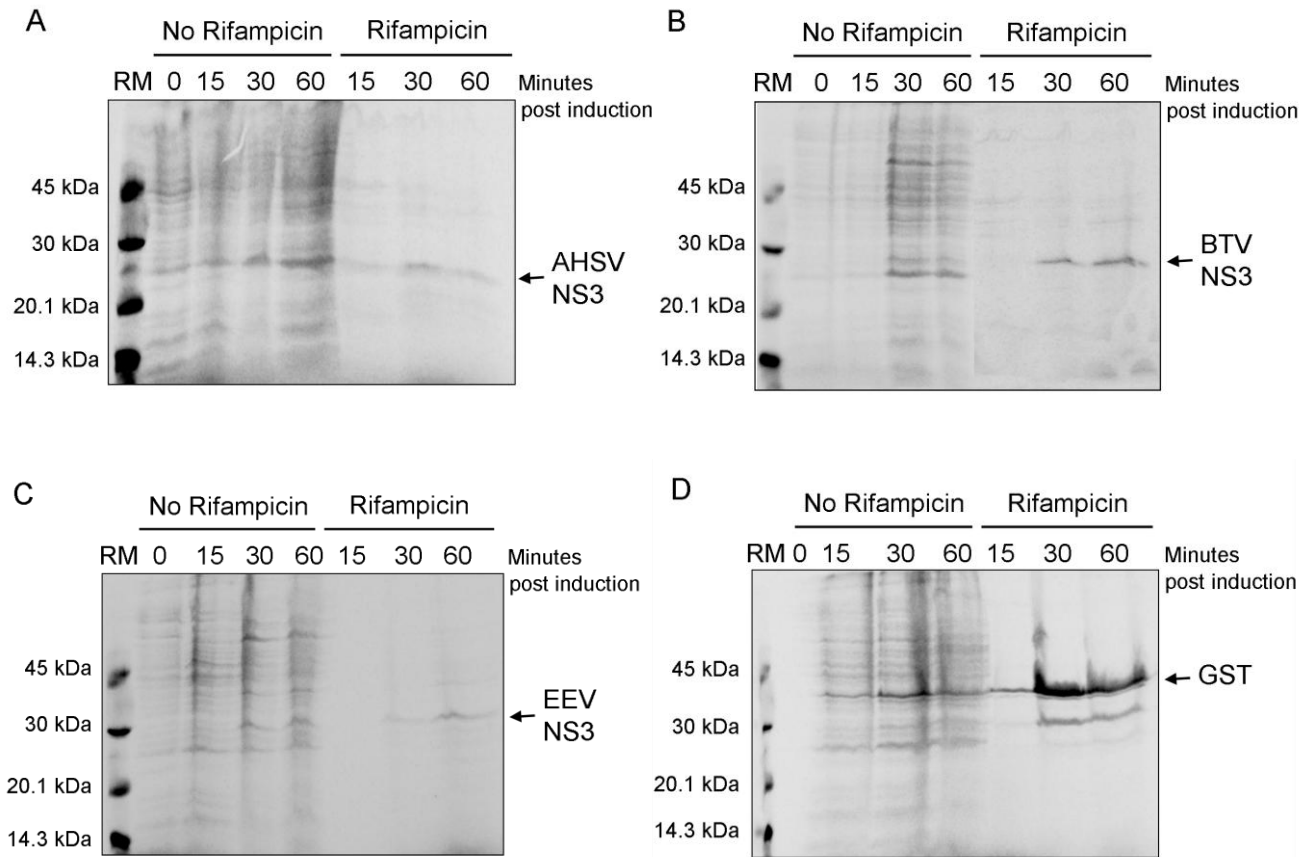 A
No Rifampicin Rifampicin
RM 0 15 30 60 15 30 60 Minutes
post induction
45 kDa
30 kDa
20.1 kDa
14.3 kDa
AHSV
NS3
B
No Rifampicin Rifampicin
RM 0 15 30 60 15 30 60 Minutes
post induction
45 kDa
30 kDa
20.1 kDa
14.3 kDa
BTV
NS3
C
No Rifampicin Rifampicin
RM 0 15 30 60 15 30 60 Minutes
post induction
45 kDa
30 kDa
20.1 kDa
14.3 kDa
EEV
NS3
D
No Rifampicin Rifampicin
RM 0 15 30 60 15 30 60 Minutes
post induction
45 kDa
30 kDa
20.1 kDa
14.3 kDa
GST